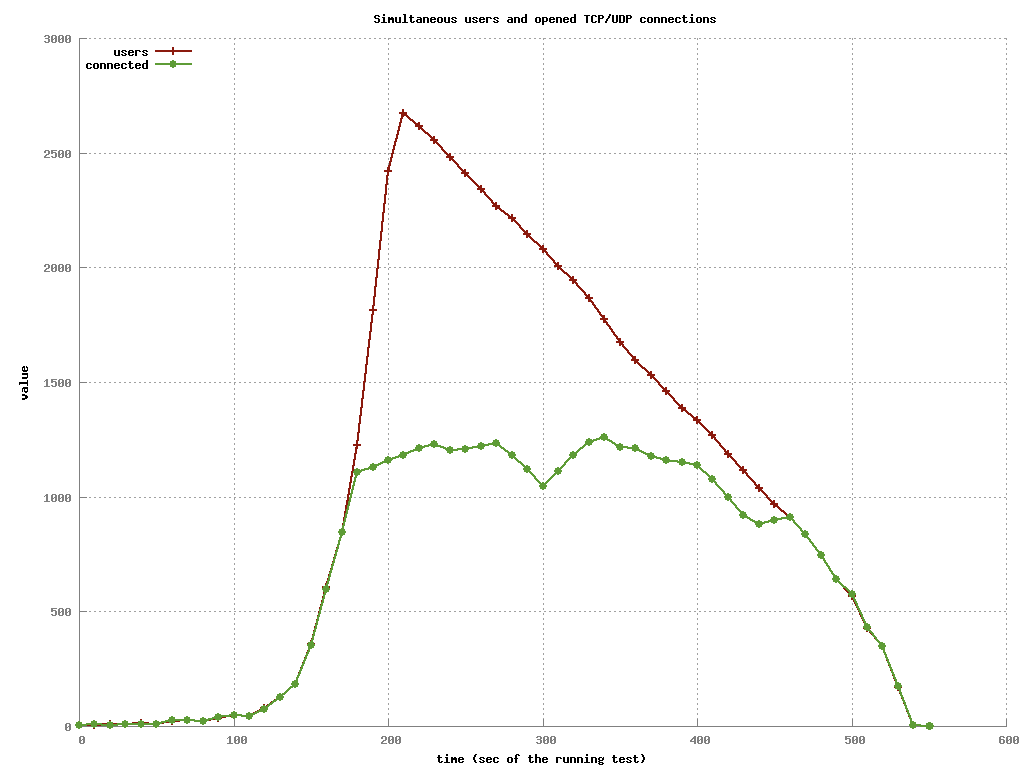 Simultaneous users and opened TCP/UDP connections
3000
2500
2000
1500
1000
500
0
users
connected
value
0 100 200 300 400 500 600
time (sec of the running test)